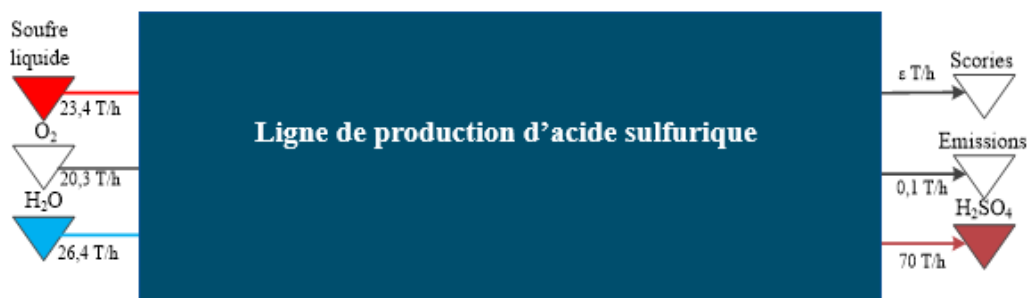 Soufre
liquide
23,4 T/h
O₂
20,3 T/h
H₂O
26,4 T/h
Ligne de production d’acide sulfurique
Scories
ε T/h
Emissions
0,1 T/h
H₂SO₄
70 T/h